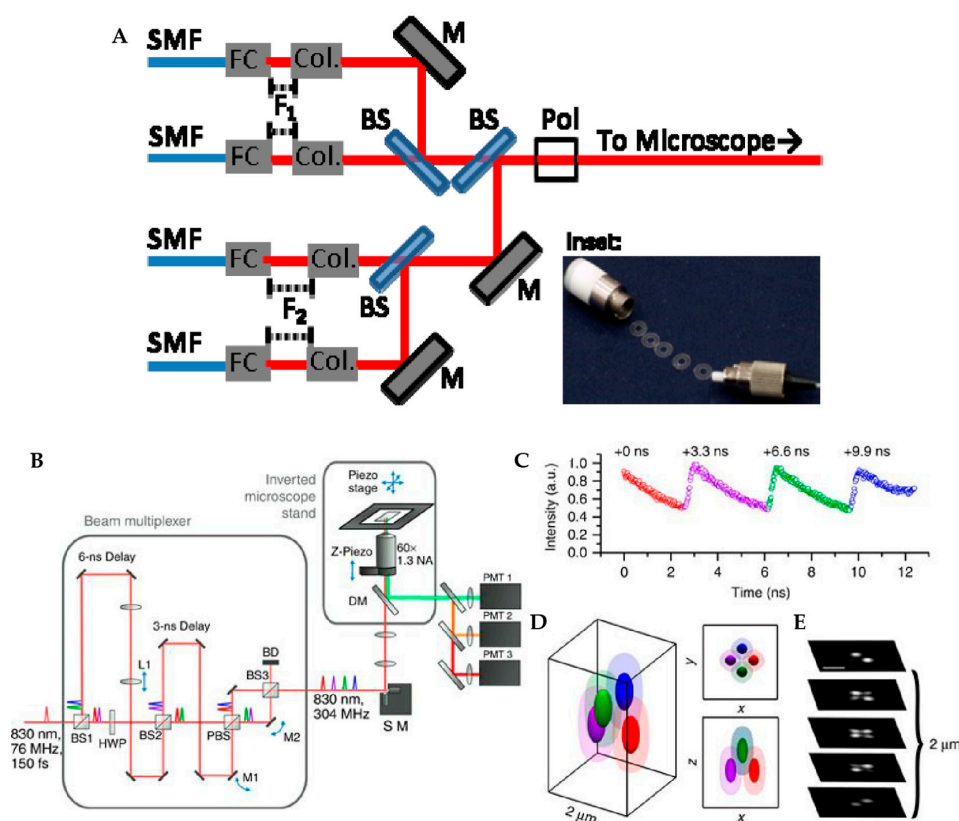 A
SMF
FC
Col.
M
F₁
BS
BS
Pol
To Microscope→
SMF
FC
Col.
SMF
FC
Col.
BS
M
Inset:
F₂
SMF
FC
Col.
M
B
Inverted
microscope
stand
Piezo
stage
Z-Piezo
60×
1.3 NA
DM
PMT 1
PMT 2
PMT 3
Beam multiplexer
6-ns Delay
3-ns Delay
L1
BD
BS3
830 nm,
304 MHz
S M
830 nm,
76 MHz,
150 fs
BS1
HWP
BS2
PBS
M2
M1
C
+0 ns
+3.3 ns
+6.6 ns
+9.9 ns
Intensity (a.u.)
1.0
0.8
0.6
0.4
0.2
0.0
0
2
4
6
8
10
12
Time (ns)
D
2 μm
y
x
z
x
E
2 μm